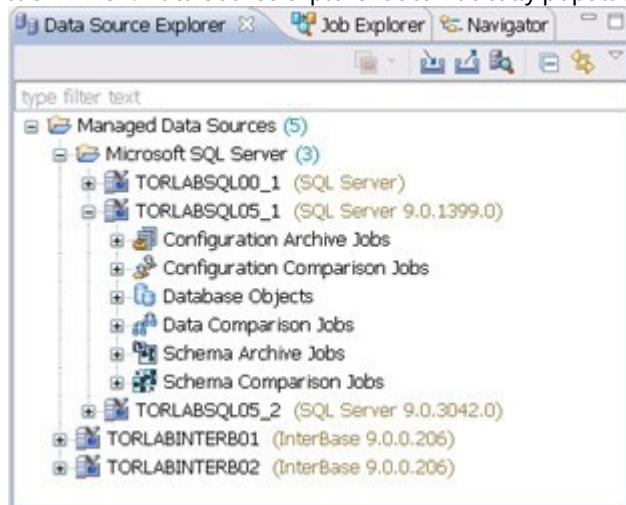 Data Source Explorer Job Explorer Navigator
type filter text
Managed Data Sources (5)
Microsoft SQL Server (3)
TORLABSQL00_1 (SQL Server)
TORLABSQL05_1 (SQL Server 9.0.1399.0)
Configuration Archive Jobs
Configuration Comparison Jobs
Database Objects
Data Comparison Jobs
Schema Archive Jobs
Schema Comparison Jobs
TORLABSQL05_2 (SQL Server 9.0.3042.0)
TORLABINTERB01 (InterBase 9.0.0.206)
TORLABINTERB02 (InterBase 9.0.0.206)